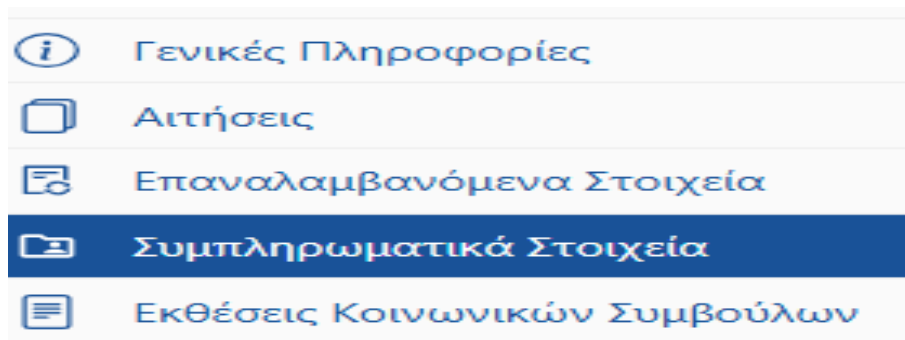 Γενικές Πληροφορίες
Αιτήσεις
Επαναλαμβανόμενα Στοιχεία
Συμπληρωματικά Στοιχεία
Εκθέσεις Κοινωνικών Συμβούλων